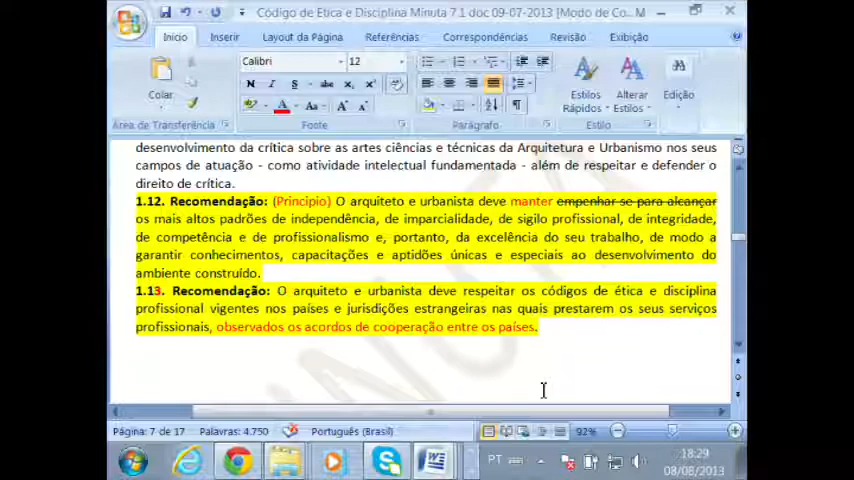 Código de Ética e Disciplina Minuta 7.1 doc 09-07-2013 [Modo de Co... M...
Início Inserir Layout da Página Referências Correspondências Revisão Exibição
Calibri 12
N I S abc x x
Colar Estilos Rápidos Alterar Estilos Edição
A Aa A A
Área de Transferência Fonte Parágrafo Estilo
desenvolvimento da crítica sobre as artes ciências e técnicas da Arquitetura e Urbanismo nos seus
campos de atuação - como atividade intelectual fundamentada - além de respeitar e defender o
direito de crítica.
1.12. Recomendação: (Principio) O arquiteto e urbanista deve manter empenhar-se para alcançar
os mais altos padrões de independência, de imparcialidade, de sigilo profissional, de integridade,
de competência e de profissionalismo e, portanto, da excelência do seu trabalho, de modo a
garantir conhecimentos, capacitações e aptidões únicas e especiais ao desenvolvimento do
ambiente construído.
1.13. Recomendação: O arquiteto e urbanista deve respeitar os códigos de ética e disciplina
profissional vigentes nos países e jurisdições estrangeiras nas quais prestarem os seus serviços
profissionais, observados os acordos de cooperação entre os países.
Página: 7 de 17 Palavras: 4.750 Português (Brasil) 92%
PT 18:29
08/08/2013